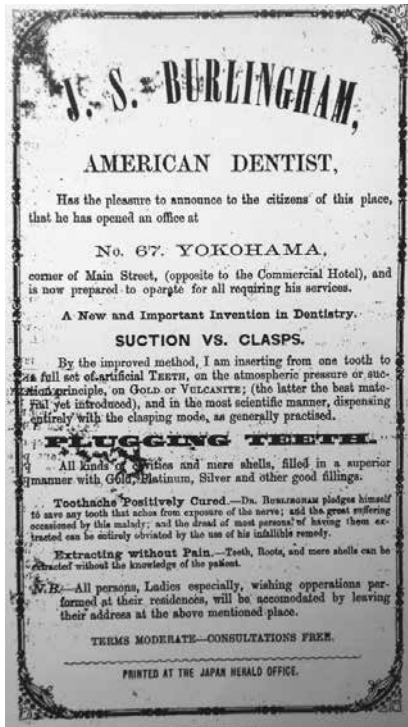 J. S. BURLINGHAM,
AMERICAN DENTIST,
Has the pleasure to announce to the citizens of this place,
that he has opened an office at
No. 67. YOKOHAMA,
corner of Main Street, (opposite to the Commercial Hotel), and
is now prepared to operate for all requiring his services.
A New and Important Invention in Dentistry.
SUCTION VS. CLASPS.
By the improved method, I am inserting from one tooth to
a full set of artificial TEETH, on the atmospheric pressure or suc-
tion principle, on GOLD OR VULCANITE; (the latter the best mate-
rial yet introduced), and in the most scientific manner, dispensing
entirely with the clasping mode, as generally practised.
PLUGGING TEETH.
All kinds of cavities and mere shells, filled in a superior
manner with Gold, Platinum, Silver and other good fillings.
Toothache Positively Cured.—DR. BURLINGHAM pledges himself
to save any tooth that aches from exposure of the nerve; and the great suffering
occasioned by this malady; and the dread of most persons of having them ex-
tracted can be entirely obviated by the use of his infallible remedy.
Extracting without Pain.—Teeth, Roots, and mere shells can be
extracted without the knowledge of the patient.
N.B.—All persons, Ladies especially, wishing opperations per-
formed at their residences, will be accomodated by leaving
their address at the above mentioned place.
TERMS MODERATE—CONSULTATIONS FREE.
PRINTED AT THE JAPAN HERALD OFFICE.